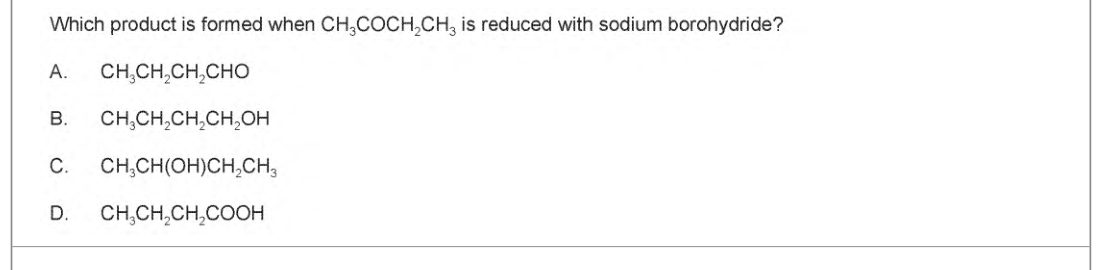 Which product is formed when CH₃COCH₂CH₃ is reduced with sodium borohydride?
A. CH₃CH₂CH₂CHO
B. CH₃CH₂CH₂CH₂OH
C. CH₃CH(OH)CH₂CH₃
D. CH₃CH₂CH₂COOH